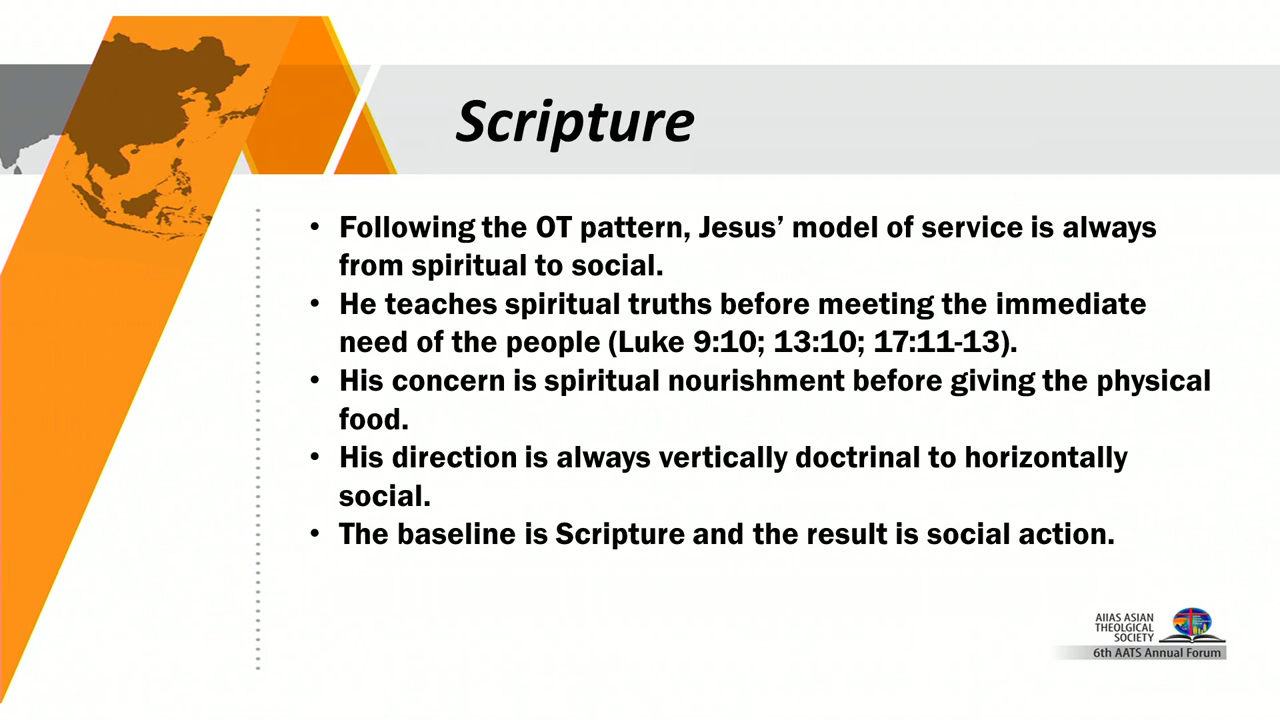 Scripture
• Following the OT pattern, Jesus’ model of service is always
from spiritual to social.
• He teaches spiritual truths before meeting the immediate
need of the people (Luke 9:10; 13:10; 17:11-13).
• His concern is spiritual nourishment before giving the physical
food.
• His direction is always vertically doctrinal to horizontally
social.
• The baseline is Scripture and the result is social action.
AIIAS ASIAN
THEOLGICAL
SOCIETY
6th AATS Annual Forum